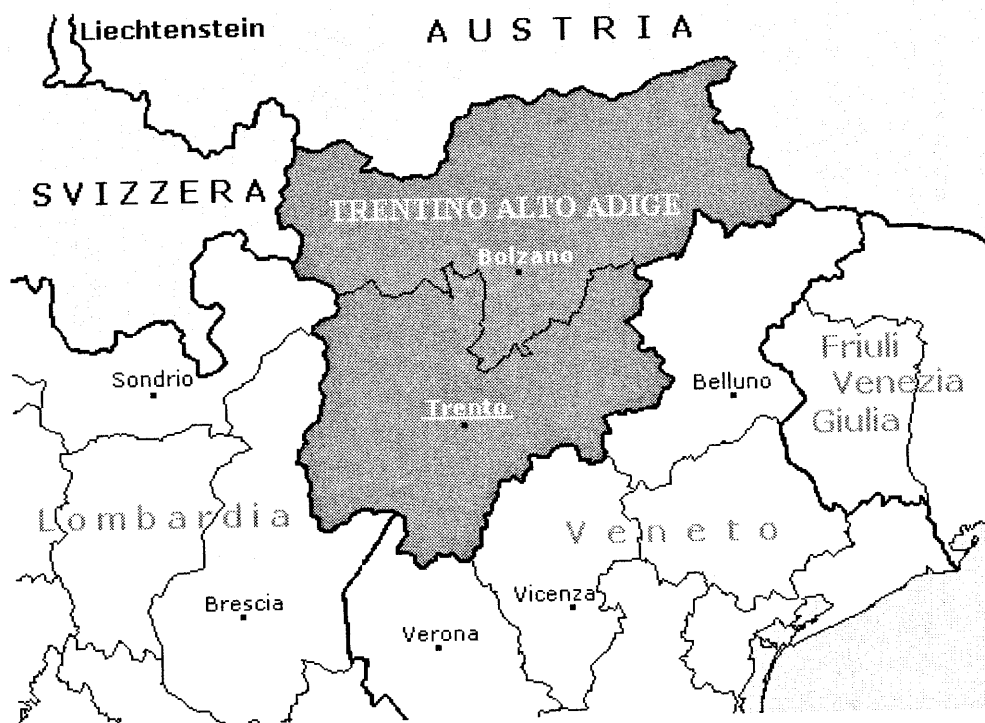 Liechtenstein
AUSTRIA
SVIZZERA
TRENTINO ALTO ADIGE
Bolzano
Sondrio
Belluno
Friuli
Venezia
Giulia
Trento
Lombardia
Veneto
Brescia
Vicenza
Verona